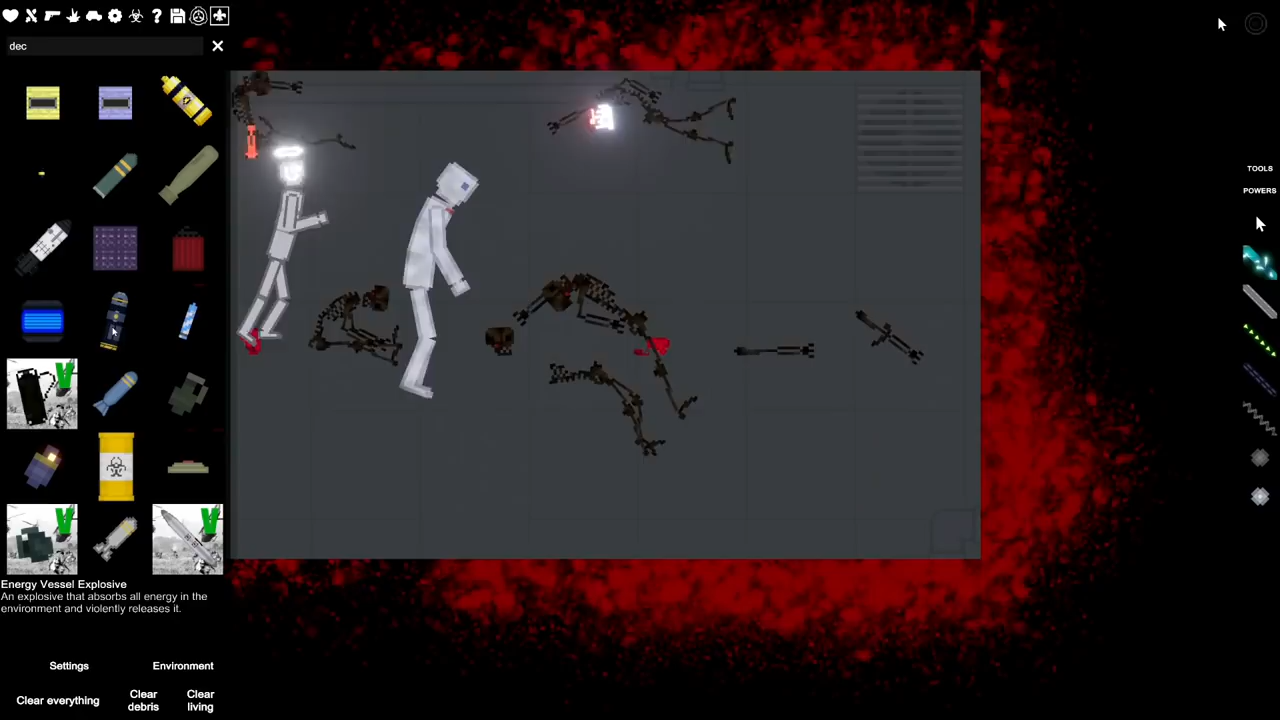 dec
TOOLS
POWERS
Energy Vessel Explosive
An explosive that absorbs all energy in the
environment and violently releases it.
Settings
Environment
Clear everything
Clear
debris
Clear
living